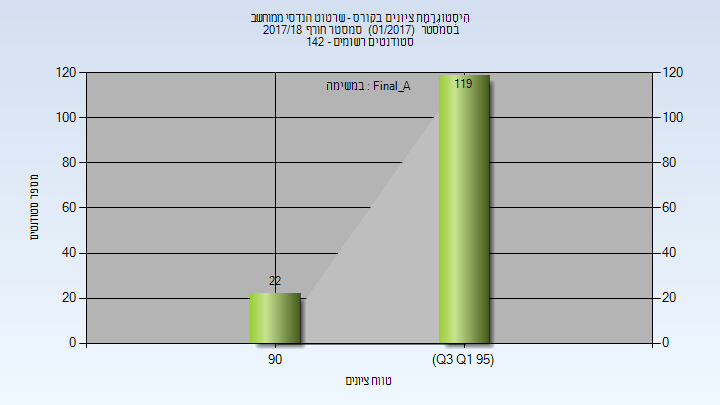 היסטוגרמת ציונים בקורס - שרטוט הנדסי ממוחשב
בסמסטר (01/2017) סמסטר חורף 2017/18
סטודנטים רשומים - 142
במשימה : Final_A
120 120
100 100
80 80
60 60
40 40
20 20
0 0
119
22
מספר סטודנטים
90 (Q3 Q1 95)
טווח ציונים